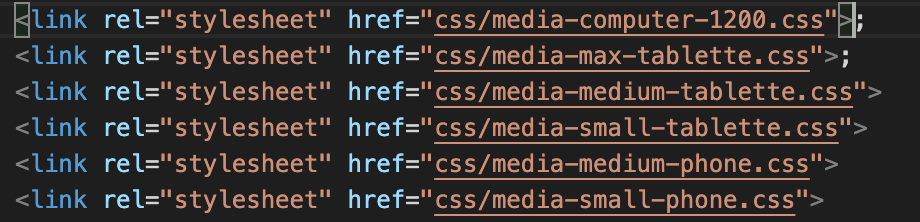 <link rel="stylesheet" href="css/media-computer-1200.css">;
<link rel="stylesheet" href="css/media-max-tablette.css">;
<link rel="stylesheet" href="css/media-medium-tablette.css">
<link rel="stylesheet" href="css/media-small-tablette.css">
<link rel="stylesheet" href="css/media-medium-phone.css">
<link rel="stylesheet" href="css/media-small-phone.css">